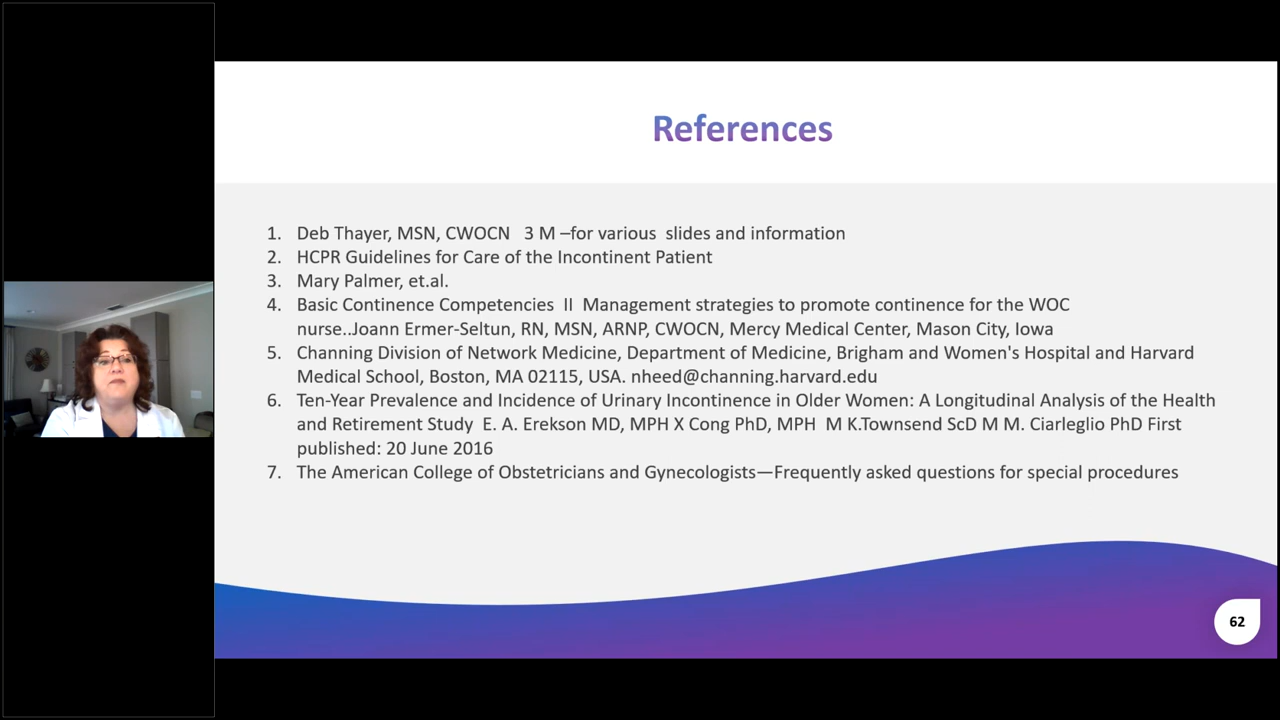 References
1. Deb Thayer, MSN, CWOCN 3 M –for various slides and information
2. HCPR Guidelines for Care of the Incontinent Patient
3. Mary Palmer, et.al.
4. Basic Continence Competencies II Management strategies to promote continence for the WOC
nurse..Joann Ermer-Seltun, RN, MSN, ARNP, CWOCN, Mercy Medical Center, Mason City, Iowa
5. Channing Division of Network Medicine, Department of Medicine, Brigham and Women's Hospital and Harvard
Medical School, Boston, MA 02115, USA. nheed@channing.harvard.edu
6. Ten-Year Prevalence and Incidence of Urinary Incontinence in Older Women: A Longitudinal Analysis of the Health
and Retirement Study E. A. Erekson MD, MPH X Cong PhD, MPH M K.Townsend ScD M M. Ciarleglio PhD First
published: 20 June 2016
7. The American College of Obstetricians and Gynecologists—Frequently asked questions for special procedures
62